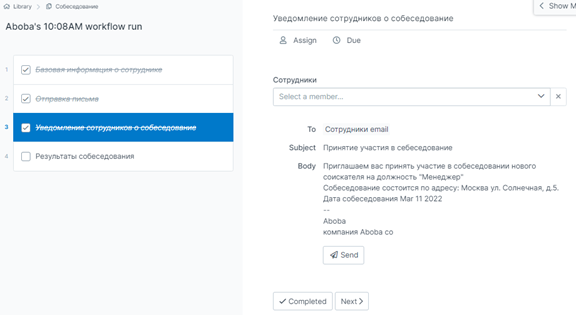 Library > Собеседование
Show M
Aboba's 10:08AM workflow run
1 Базовая информация о сотруднике
2 Отправка письма
3 Уведомление сотрудников о собеседование
4 Результаты собеседования
Уведомление сотрудников о собеседование
Assign Due
Сотрудники
Select a member...
To Сотрудники email
Subject Принятие участия в себеседование
Body Приглашаем вас принять участие в собеседовании нового
соискателя на должность "Менеджер"
Собеседование состоится по адресу: Москва ул. Солнечная, д.5.
Дата собеседования Mar 11 2022
--
Aboba
компания Aboba co
Send
Completed Next >